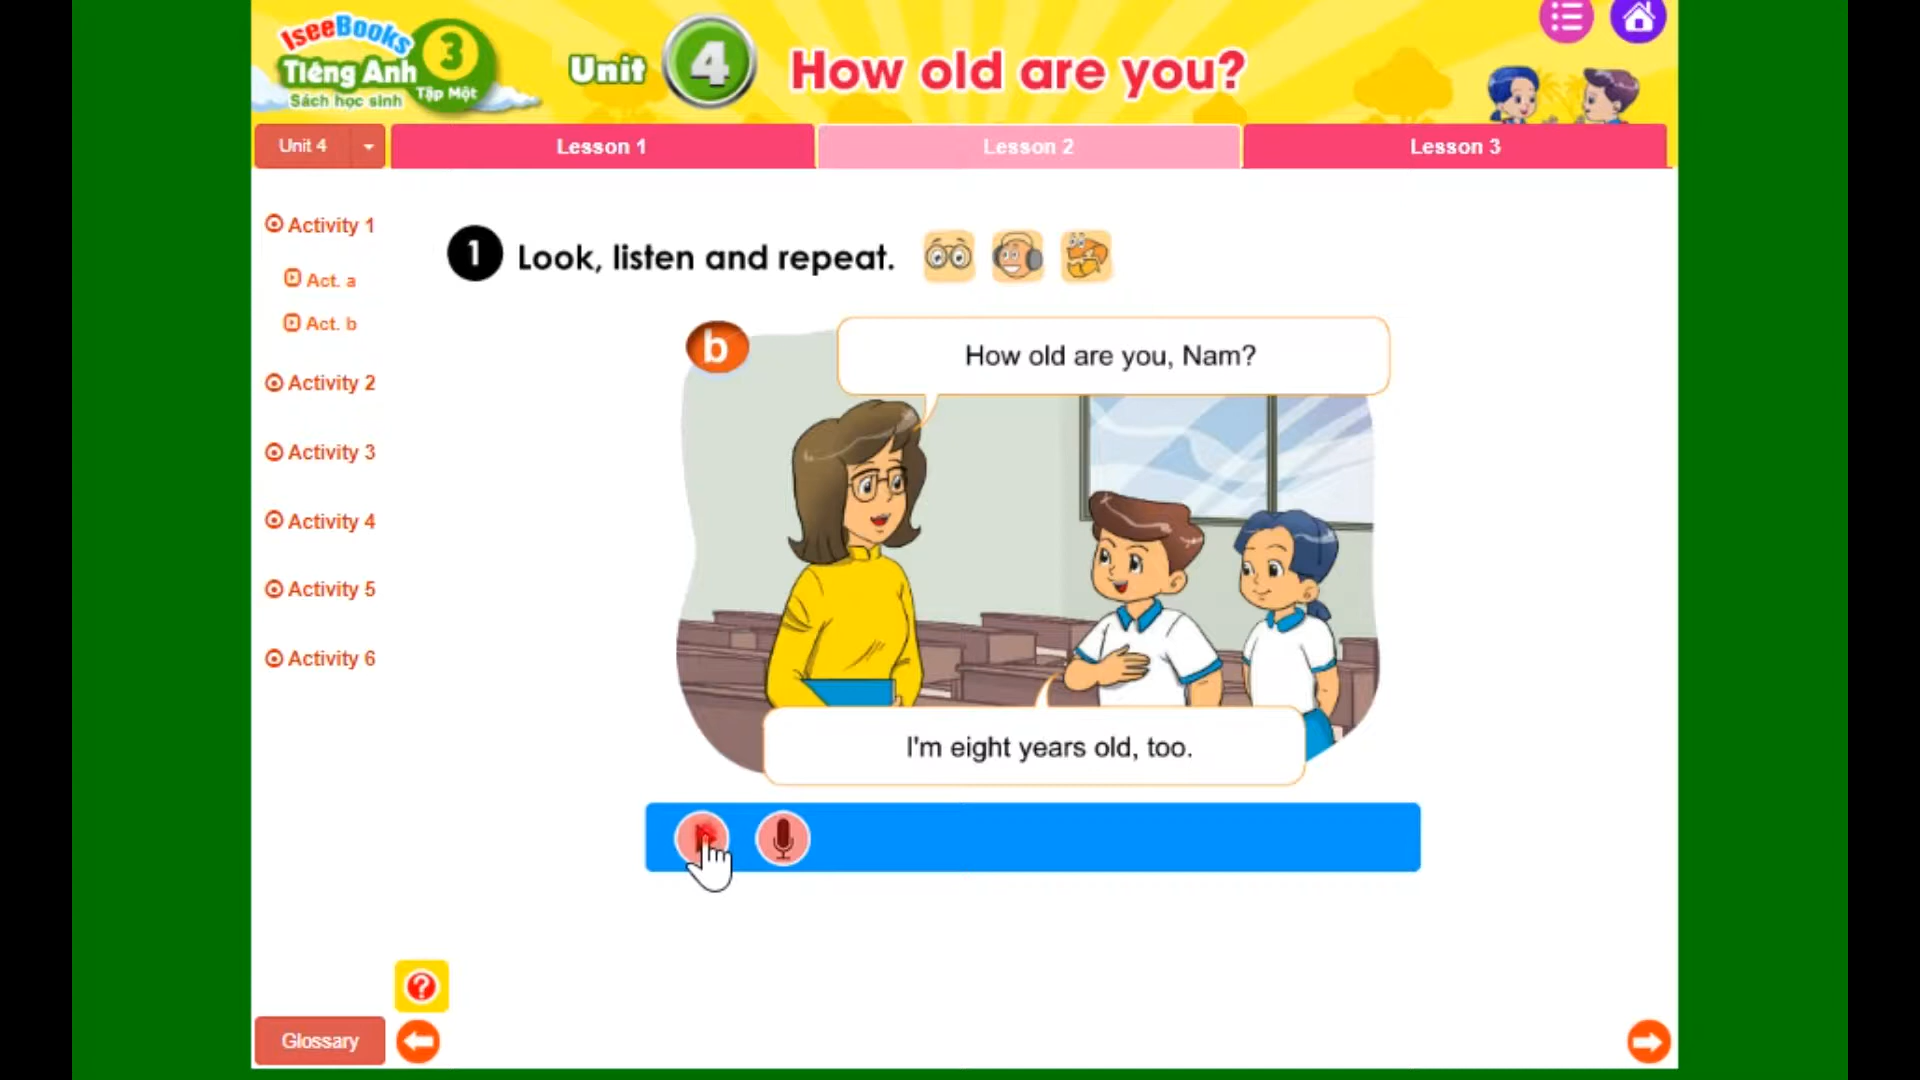 IseeBooks
Tiếng Anh 3
Sách học sinh Tập Một
Unit 4 How old are you?
Unit 4
Lesson 1
Lesson 2
Lesson 3
Activity 1
Act. a
Act. b
Activity 2
Activity 3
Activity 4
Activity 5
Activity 6
1 Look, listen and repeat.
b
How old are you, Nam?
I'm eight years old, too.
?
Glossary